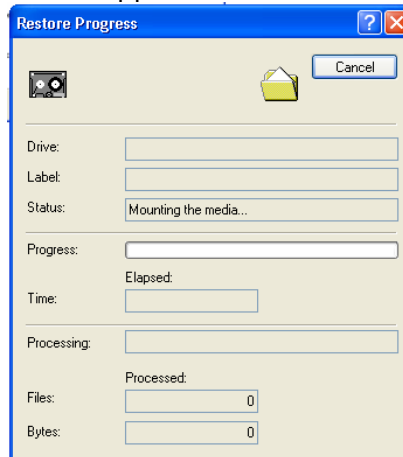 Restore Progress
Cancel
Drive:
Label:
Status: Mounting the media...
Progress:
Elapsed:
Time:
Processing:
Processed:
Files: 0
Bytes: 0